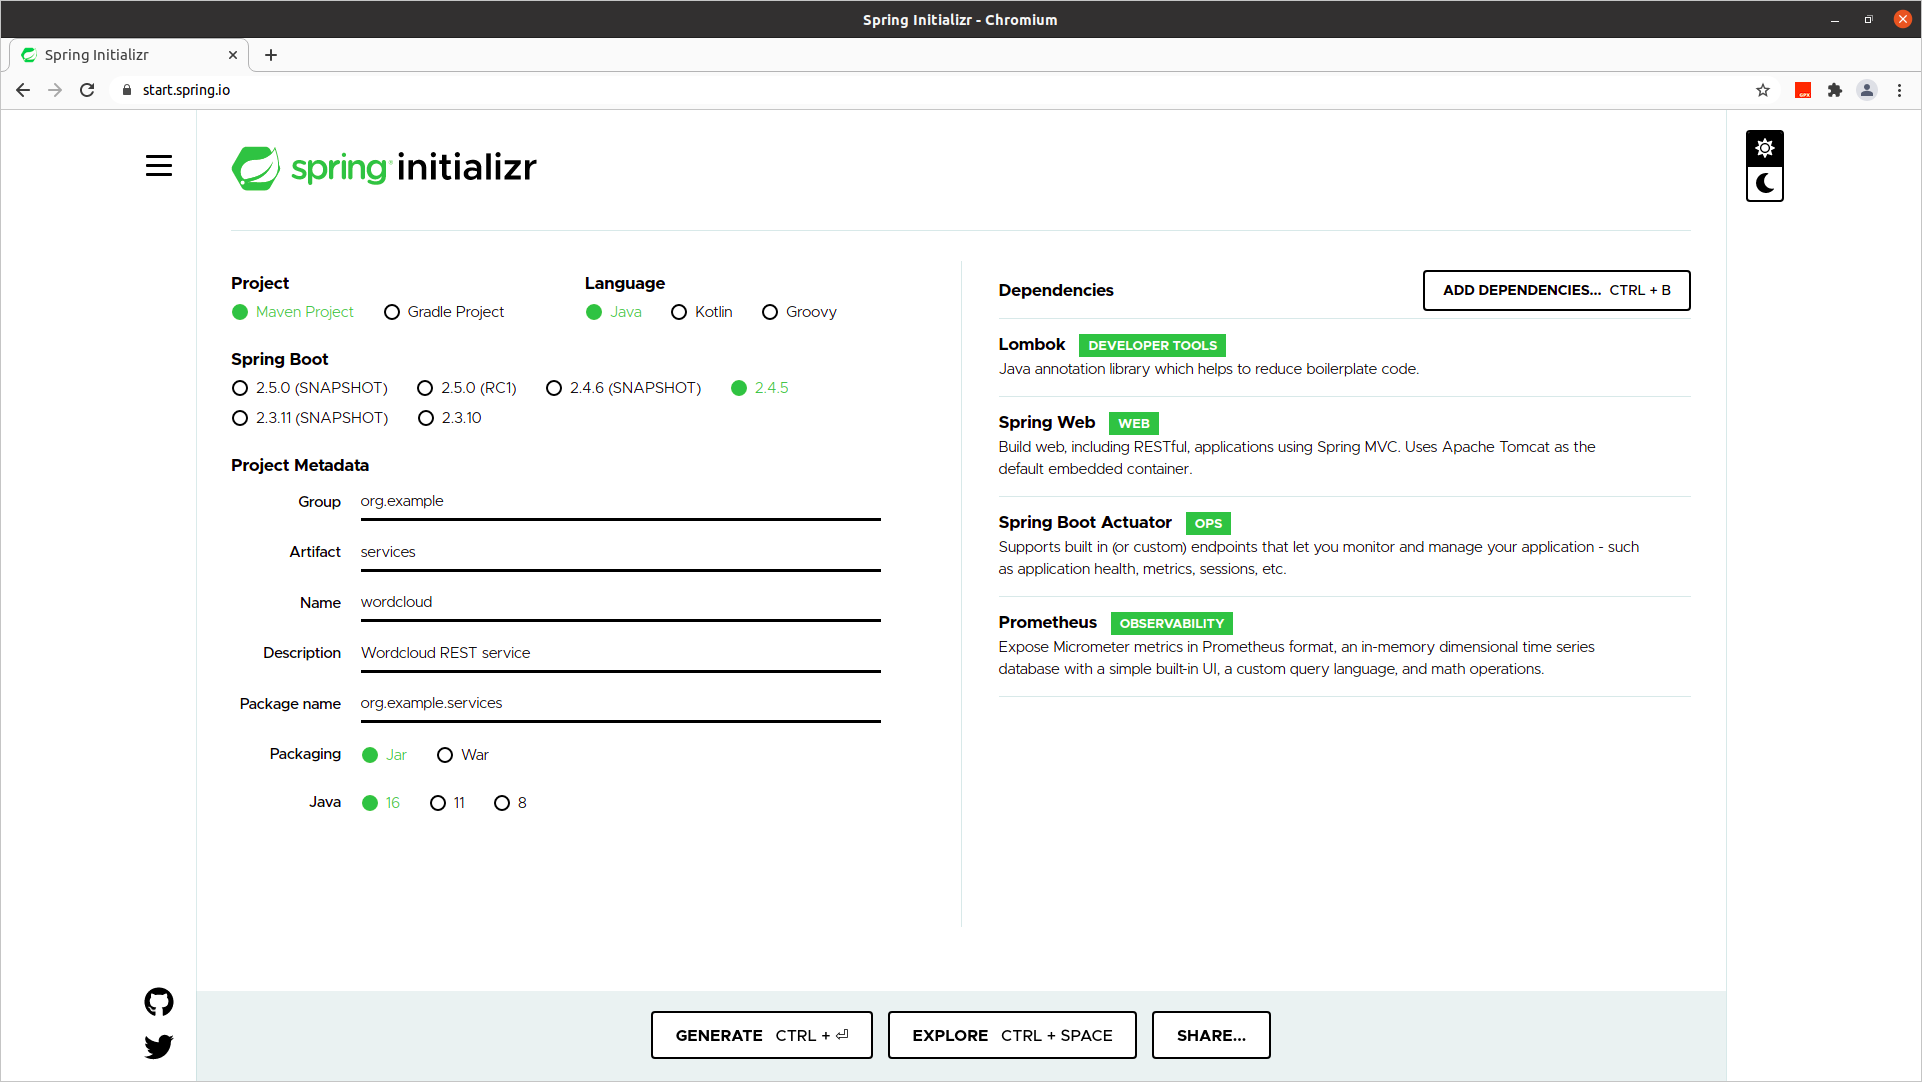 Spring Initializr - Chromium
Spring Initializr
start.spring.io
spring initializr
Project
Maven Project Gradle Project
Language
Java Kotlin Groovy
Spring Boot
2.5.0 (SNAPSHOT) 2.5.0 (RC1) 2.4.6 (SNAPSHOT) 2.4.5
2.3.11 (SNAPSHOT) 2.3.10
Project Metadata
Group org.example
Artifact services
Name wordcloud
Description Wordcloud REST service
Package name org.example.services
Packaging Jar War
Java 16 11 8
Dependencies ADD DEPENDENCIES... CTRL + B
Lombok DEVELOPER TOOLS
Java annotation library which helps to reduce boilerplate code.
Spring Web WEB
Build web, including RESTful, applications using Spring MVC. Uses Apache Tomcat as the
default embedded container.
Spring Boot Actuator OPS
Supports built in (or custom) endpoints that let you monitor and manage your application - such
as application health, metrics, sessions, etc.
Prometheus OBSERVABILITY
Expose Micrometer metrics in Prometheus format, an in-memory dimensional time series
database with a simple built-in UI, a custom query language, and math operations.
GENERATE CTRL + ⏎ EXPLORE CTRL + SPACE SHARE...